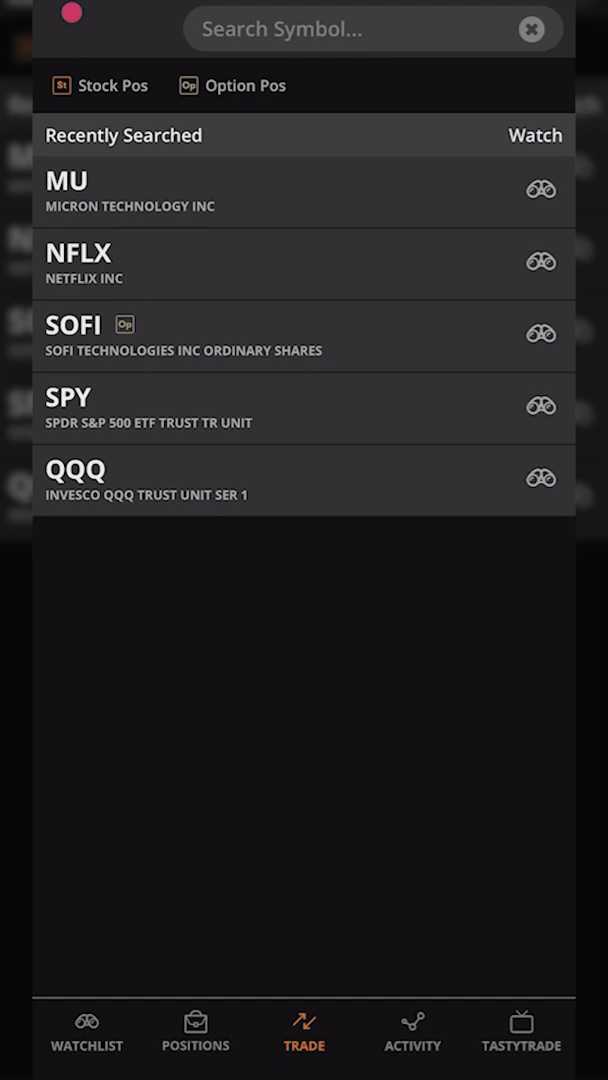 Search Symbol...
St Stock Pos Op Option Pos
Recently Searched Watch
MU
MICRON TECHNOLOGY INC
NFLX
NETFLIX INC
SOFI Op
SOFI TECHNOLOGIES INC ORDINARY SHARES
SPY
SPDR S&P 500 ETF TRUST TR UNIT
QQQ
INVESCO QQQ TRUST UNIT SER 1
WATCHLIST POSITIONS TRADE ACTIVITY TASTYTRADE